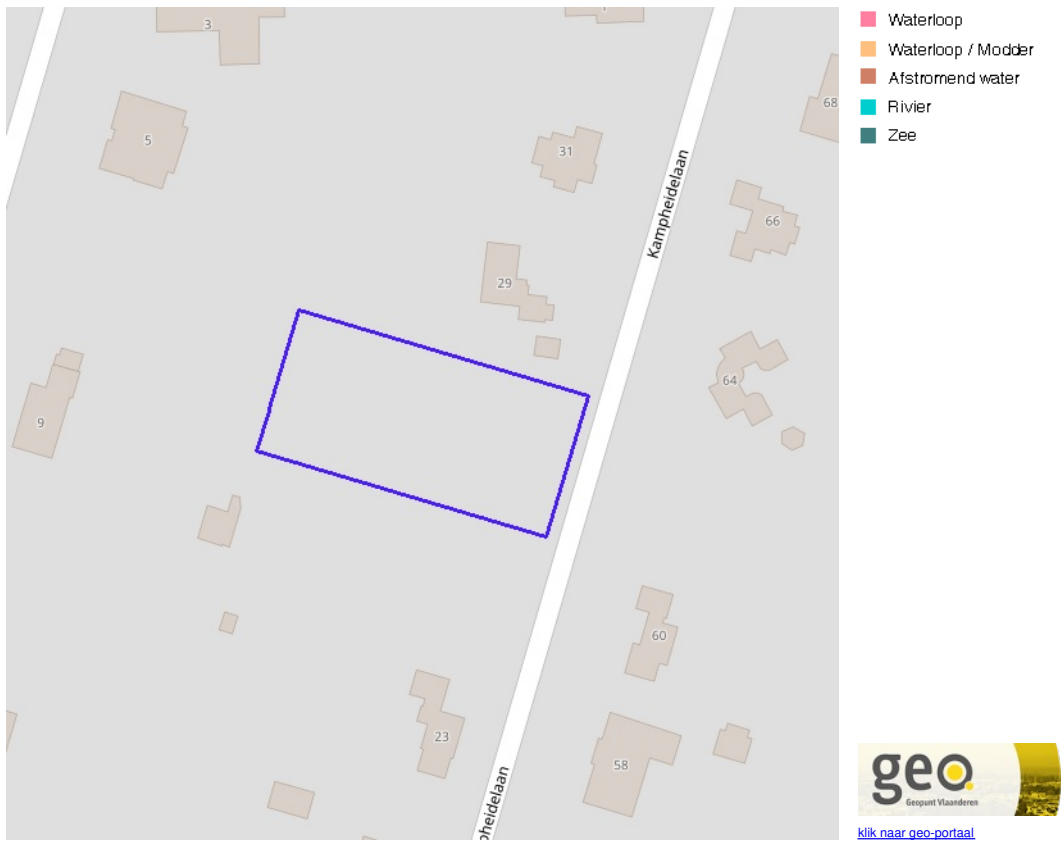 3
5
31
68
Kampheidelaan
66
29
64
9
60
23
58
pheidelaan
Waterloop
Waterloop / Modder
Afstromend water
Rivier
Zee
geo
Geopunt Vlaanderen
klik naar geo-portaal